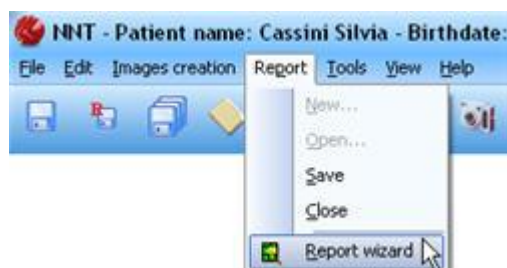 NNT - Patient name: Cassini Silvia - Birthdate:
File Edit Images creation Report Tools View Help
R
New...
Open...
Save
Close
Report wizard